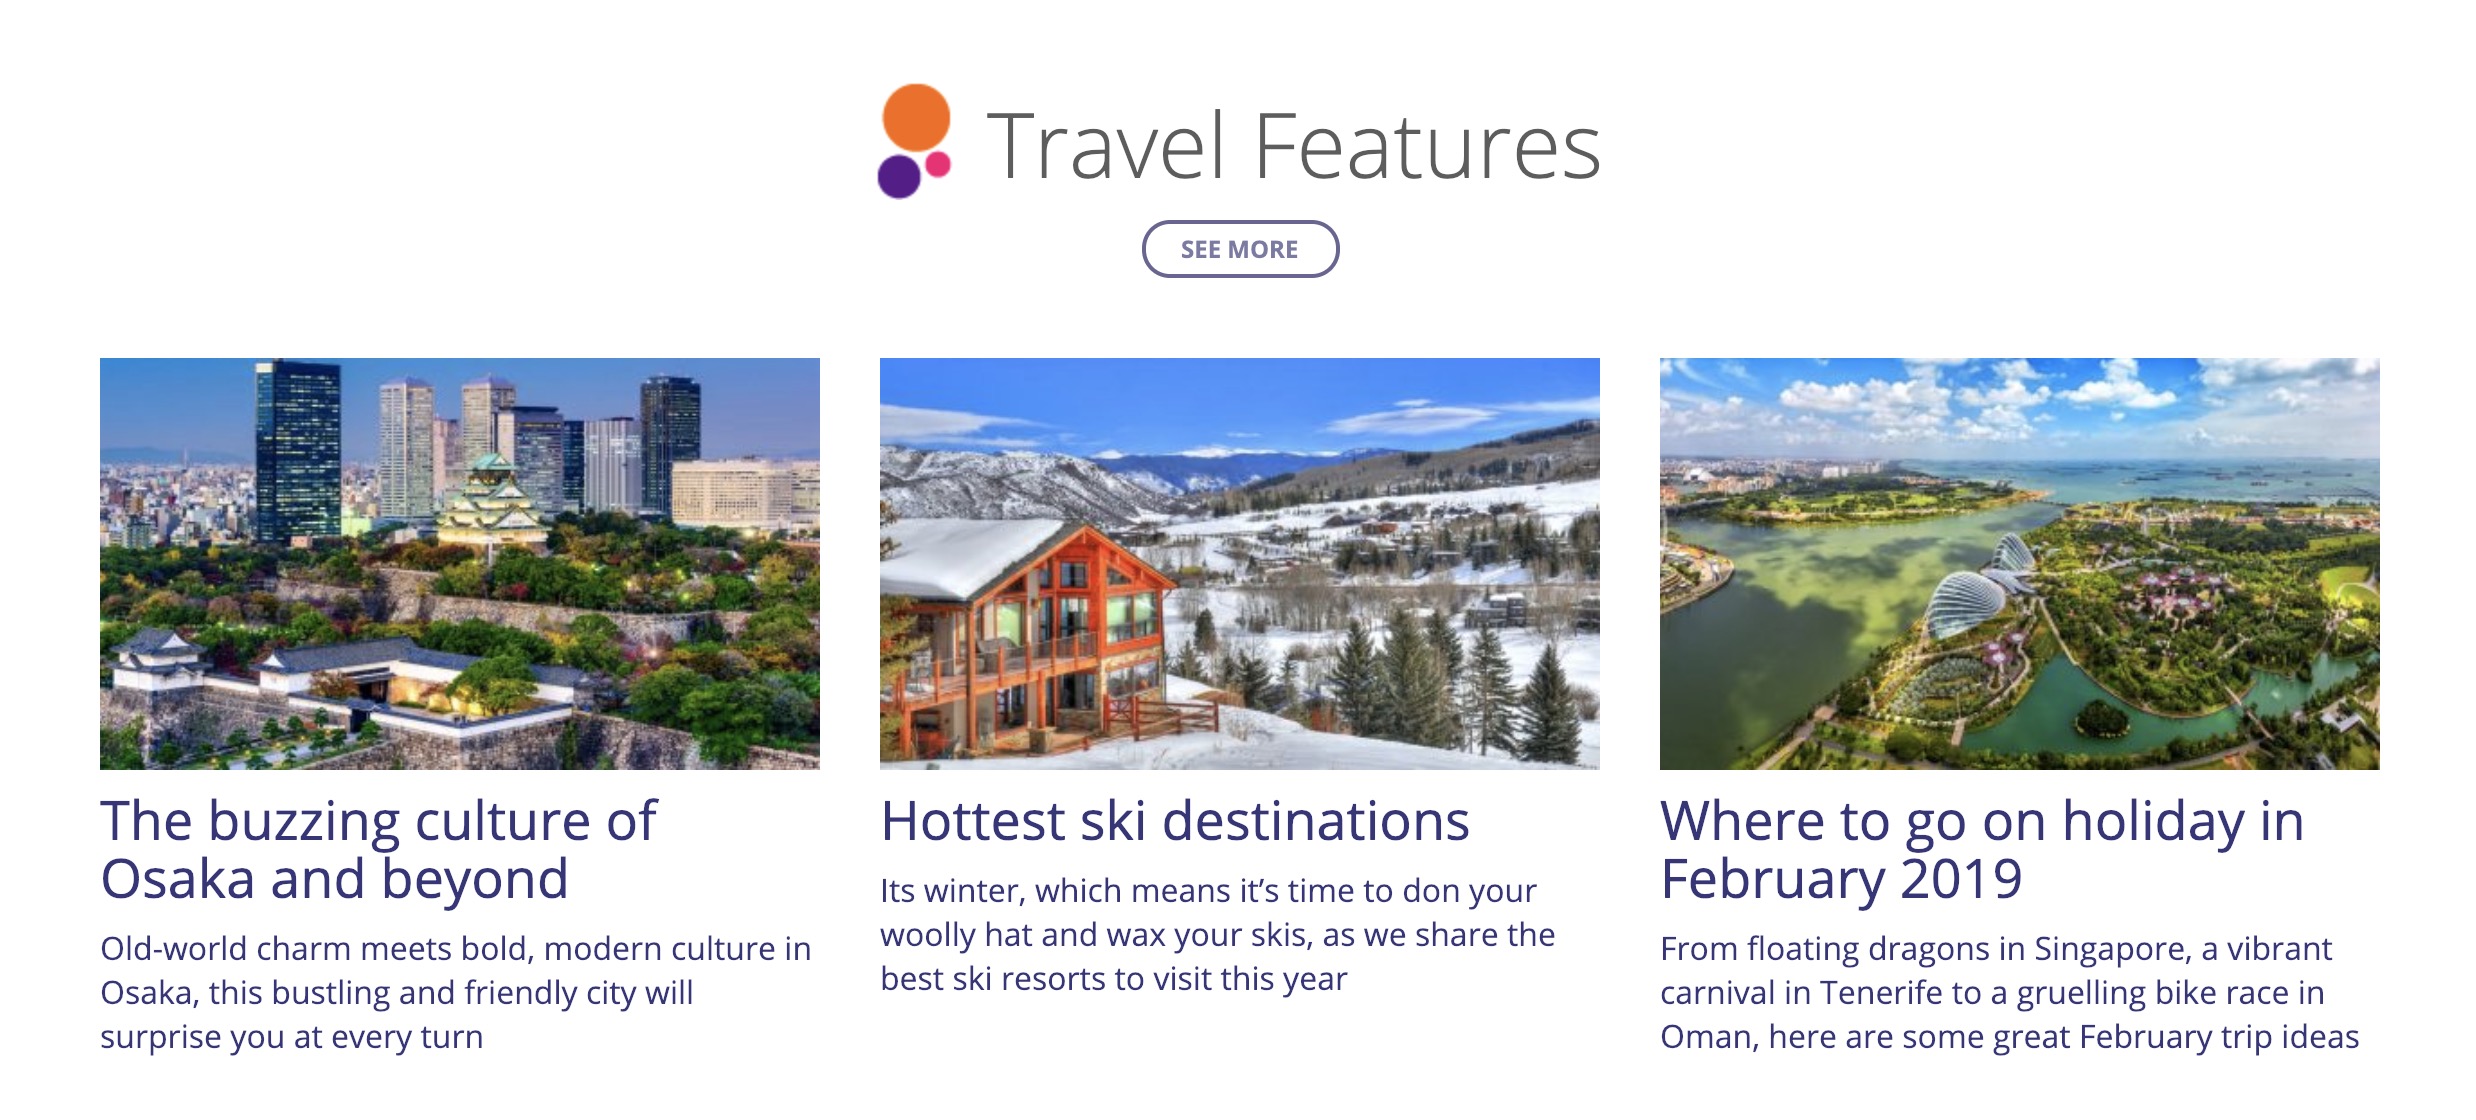 Travel Features
SEE MORE
The buzzing culture of
Osaka and beyond
Old-world charm meets bold, modern culture in
Osaka, this bustling and friendly city will
surprise you at every turn
Hottest ski destinations
Its winter, which means it’s time to don your
woolly hat and wax your skis, as we share the
best ski resorts to visit this year
Where to go on holiday in
February 2019
From floating dragons in Singapore, a vibrant
carnival in Tenerife to a gruelling bike race in
Oman, here are some great February trip ideas